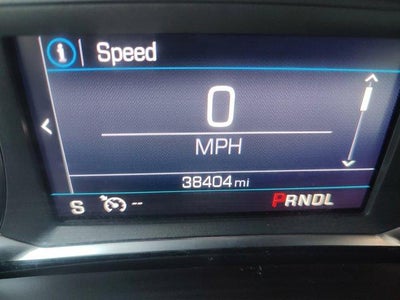 i | Speed
0
MPH
38404 mi
S -- PRNDL